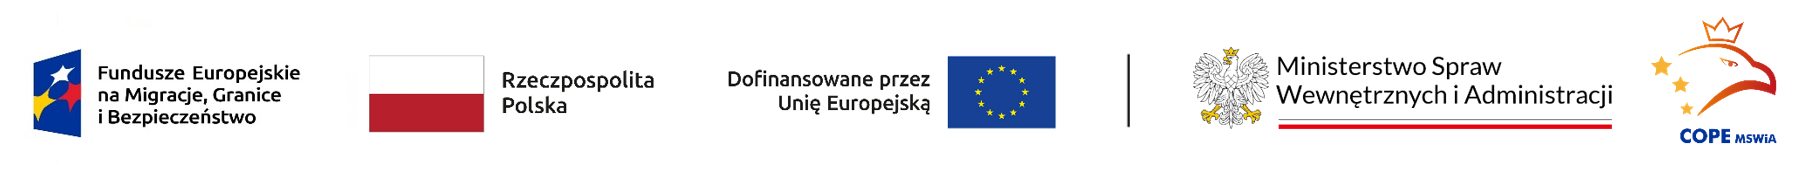 Fundusze Europejskie
na Migracje, Granice
i Bezpieczeństwo
Rzeczpospolita
Polska
Dofinansowane przez
Unię Europejską
Ministerstwo Spraw
Wewnętrznych i Administracji
COPE MSWiA